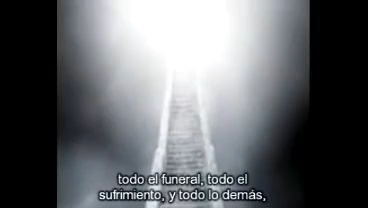 todo el funeral, todo el
sufrimiento, y todo lo demás,